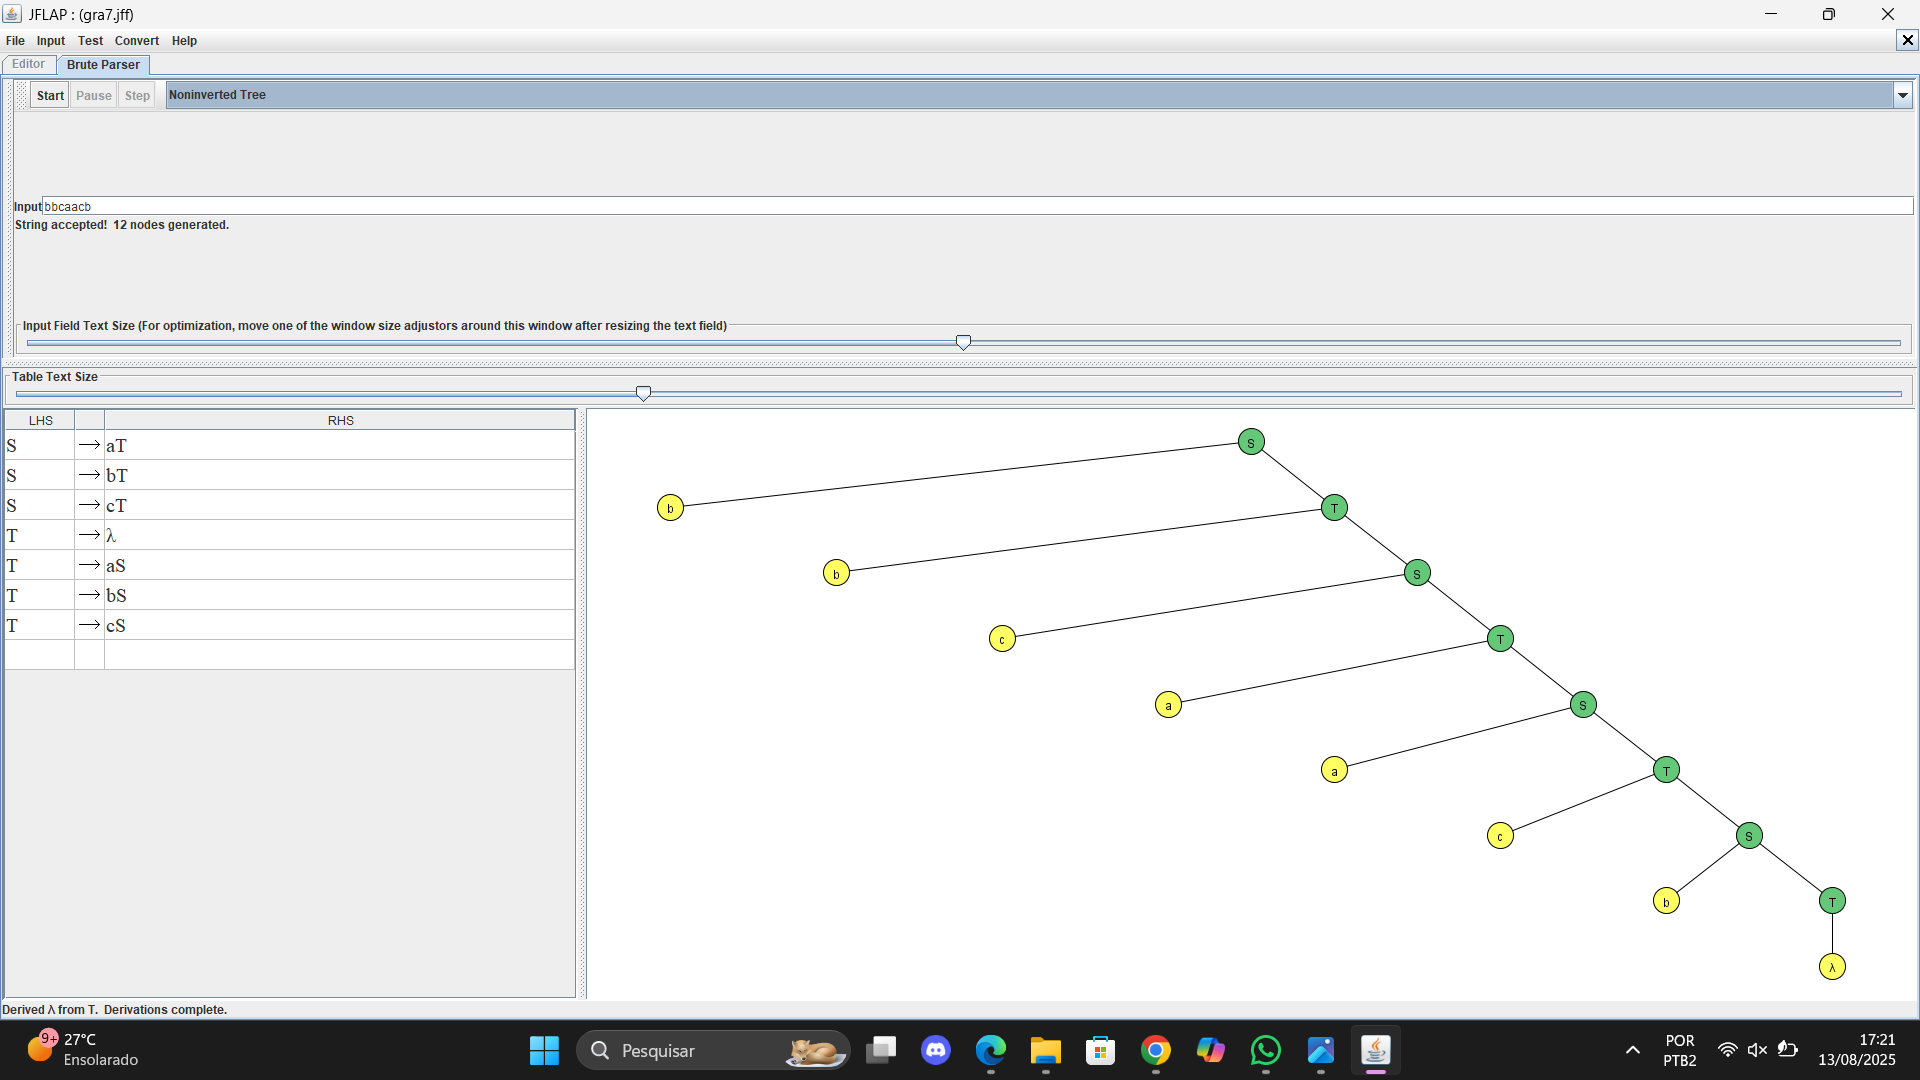 JFLAP : (gra7.jff)
File Input Test Convert Help
Editor Brute Parser
Start Pause Step Noninverted Tree
Input bbcaacb
String accepted! 12 nodes generated.
Input Field Text Size (For optimization, move one of the window size adjustors around this window after resizing the text field)
Table Text Size
LHS RHS
S → aT
S → bT
S → cT
T → λ
T → aS
T → bS
T → cS
S
b T
b S
c T
a S
a T
c S
b T
λ
Derived λ from T. Derivations complete.
9+ 27°C
Ensolarado
Pesquisar
POR
PTB2
17:21
13/08/2025